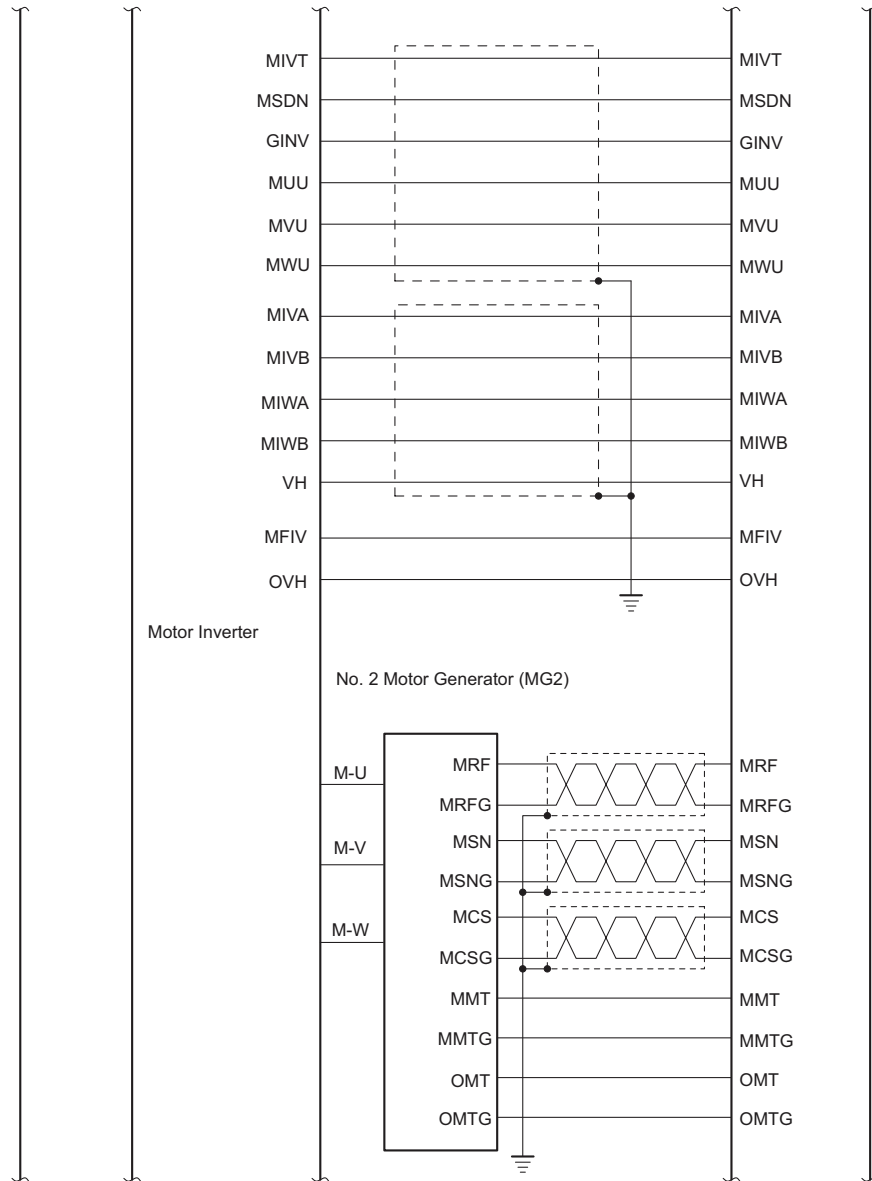 MIVT MIVT
MSDN MSDN
GINV GINV
MUU MUU
MVU MVU
MWU MWU
MIVA MIVA
MIVB MIVB
MIWA MIWA
MIWB MIWB
VH VH
MFIV MFIV
OVH OVH
Motor Inverter
No. 2 Motor Generator (MG2)
M-U MRF MRF
MRFG MRFG
M-V MSN MSN
MSNG MSNG
M-W MCS MCS
MCSG MCSG
MMT MMT
MMTG MMTG
OMT OMT
OMTG OMTG